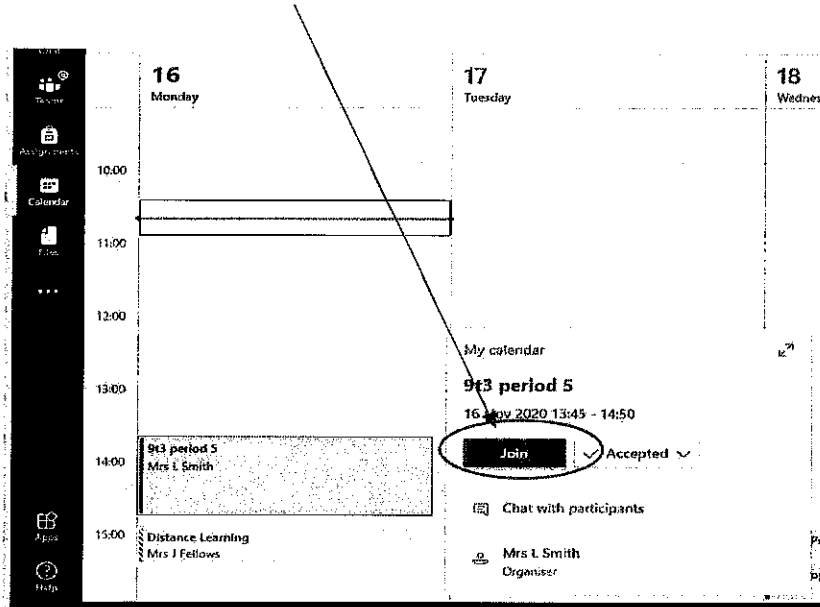 Chat
Teams
Assignments
Calendar
Files
Apps
Help
16
Monday
17
Tuesday
18
Wednes
10:00
11:00
12:00
13:00
14:00
15:00
9t3 period 5
Mrs L Smith
Distance Learning
Mrs J Fellows
My calendar
9t3 period 5
16 Nov 2020 13:45 - 14:50
Join
Accepted
Chat with participants
Mrs L Smith
Organiser